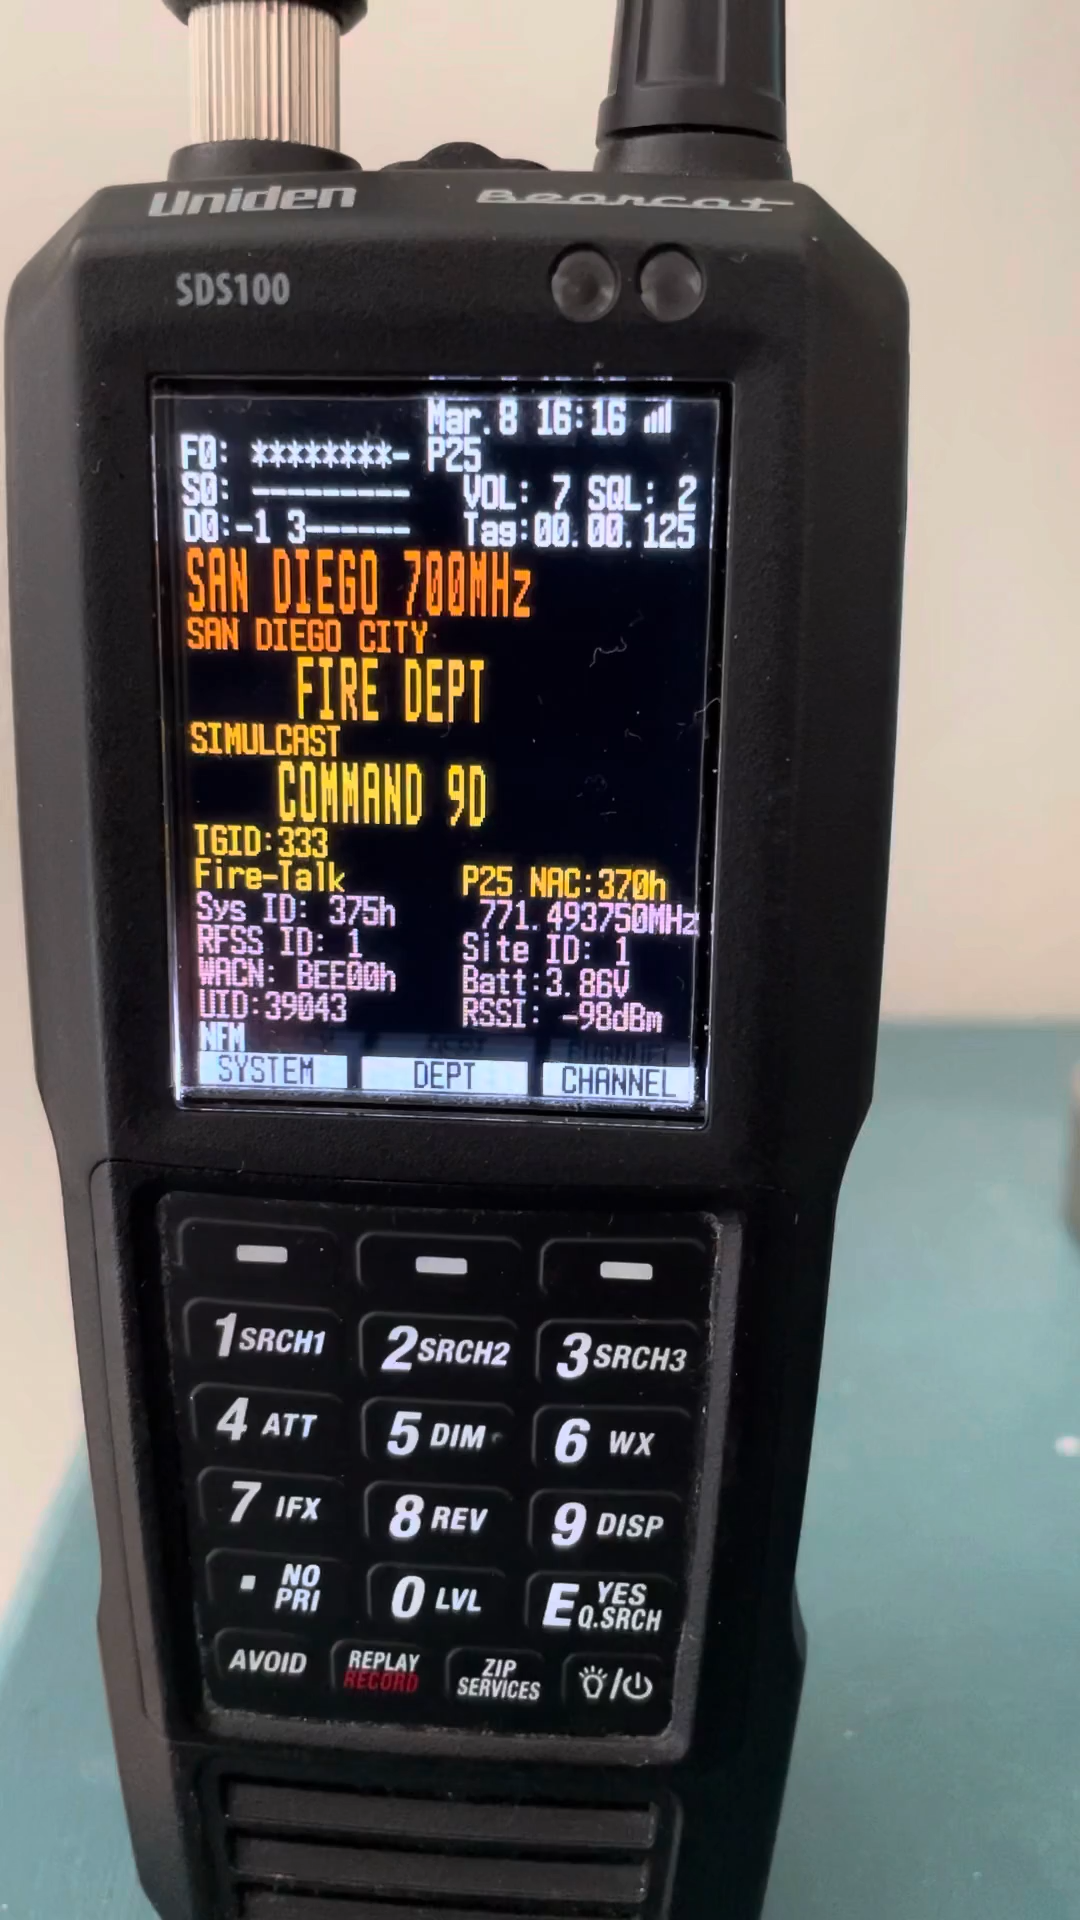 Uniden Bearcat
SDS100
Mar.8 16:16
F0: ********- P25
S0: --------- VOL: 7 SQL: 2
D0:-1 3------ Tag:00.00.125
SAN DIEGO 700MHz
SAN DIEGO CITY
FIRE DEPT
SIMULCAST
COMMAND 9D
TGID:333
Fire-Talk P25 NAC:370h
Sys ID: 375h 771.493750MHz
RFSS ID: 1 Site ID: 1
WACN: BEE00h Batt:3.86V
UID:39043 RSSI: -98dBm
NFM
SYSTEM DEPT CHANNEL
1 SRCH1 2 SRCH2 3 SRCH3
4 ATT 5 DIM 6 WX
7 IFX 8 REV 9 DISP
. NO PRI 0 LVL E YES Q.SRCH
AVOID REPLAY RECORD ZIP SERVICES /